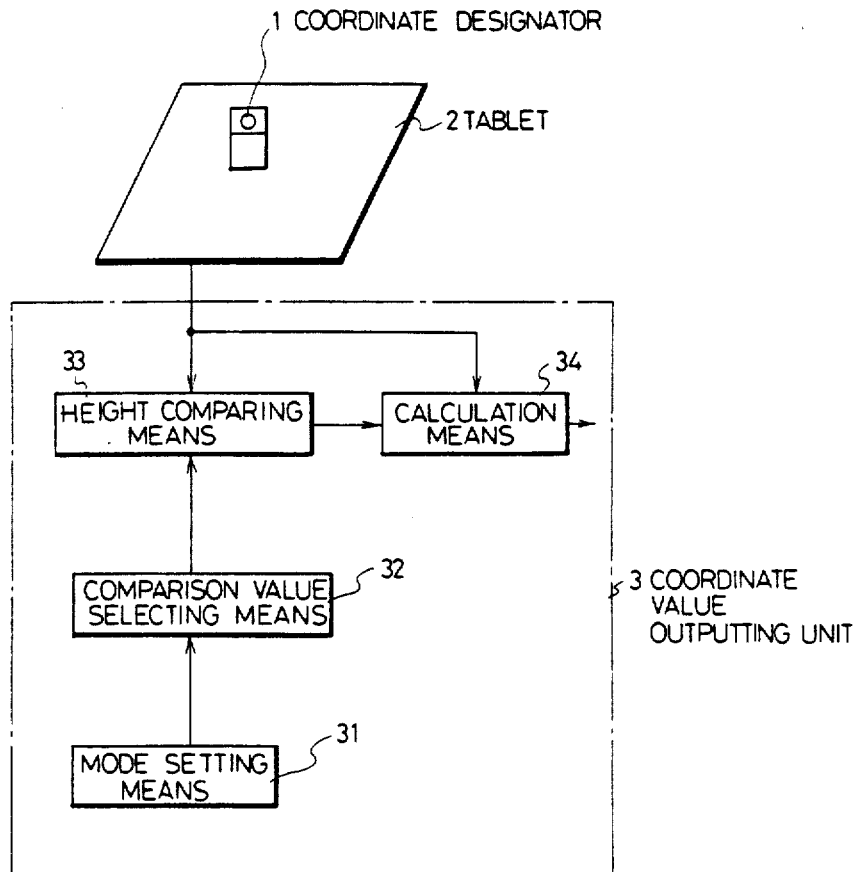 1 COORDINATE DESIGNATOR
2 TABLET
33
34
HEIGHT COMPARING
MEANS
CALCULATION
MEANS
32
COMPARISON VALUE
SELECTING MEANS
3 COORDINATE
VALUE
OUTPUTTING UNIT
31
MODE SETTING
MEANS